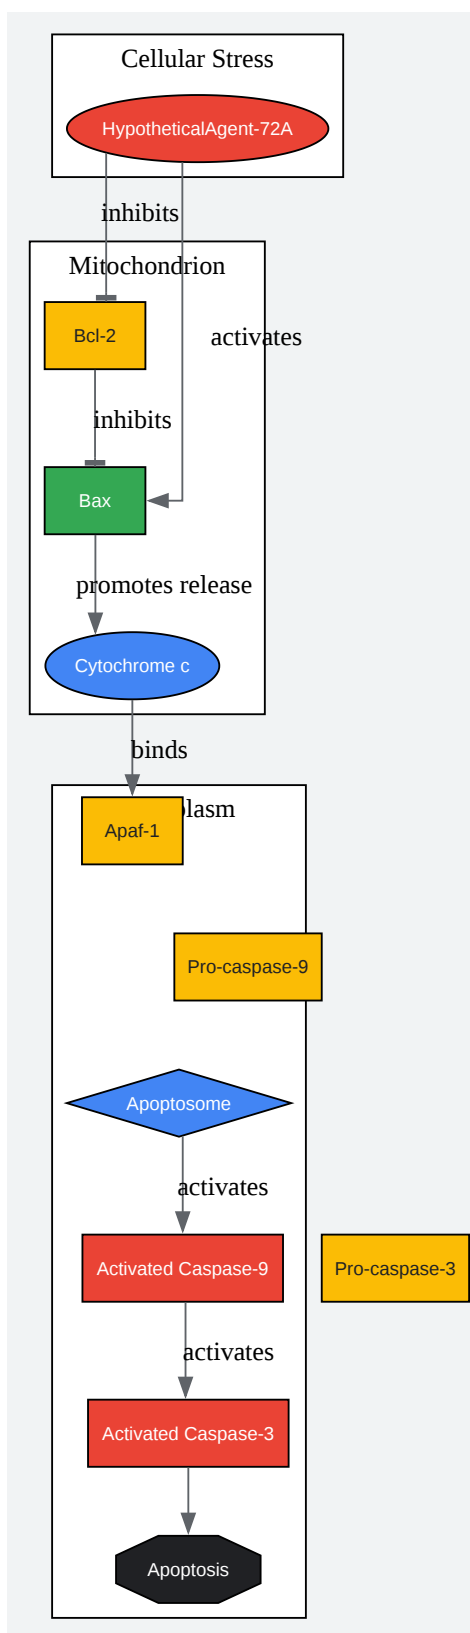 Cellular Stress
HypotheticalAgent-72A
inhibits
Mitochondrion
Bcl-2
activates
inhibits
Bax
promotes release
Cytochrome c
binds
plasm
Apaf-1
Pro-caspase-9
Apoptosome
activates
Activated Caspase-9
Pro-caspase-3
activates
Activated Caspase-3
Apoptosis